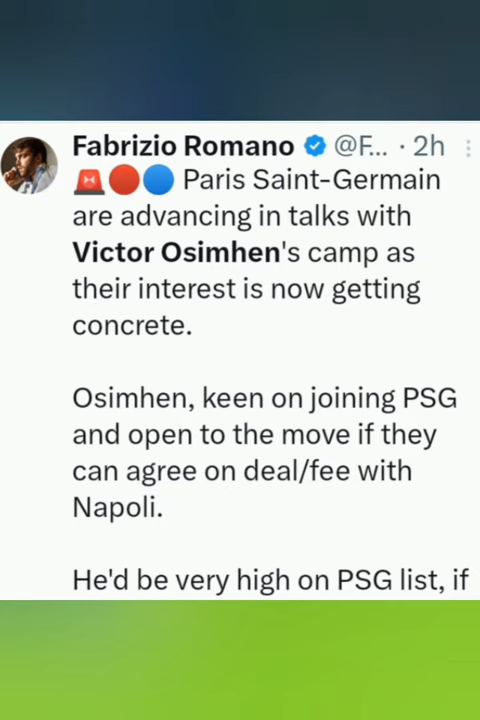 Fabrizio Romano @F... · 2h
🚨🔴🔵 Paris Saint-Germain
are advancing in talks with
Victor Osimhen's camp as
their interest is now getting
concrete.
Osimhen, keen on joining PSG
and open to the move if they
can agree on deal/fee with
Napoli.
He'd be very high on PSG list, if